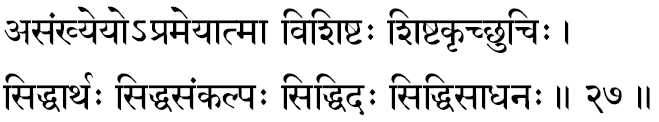 असंख्येयोऽप्रमेयात्मा विशिष्टः शिष्टकृच्छुचिः ।
सिद्धार्थः सिद्धसंकल्पः सिद्धिदः सिद्धिसाधनः ॥ २७ ॥